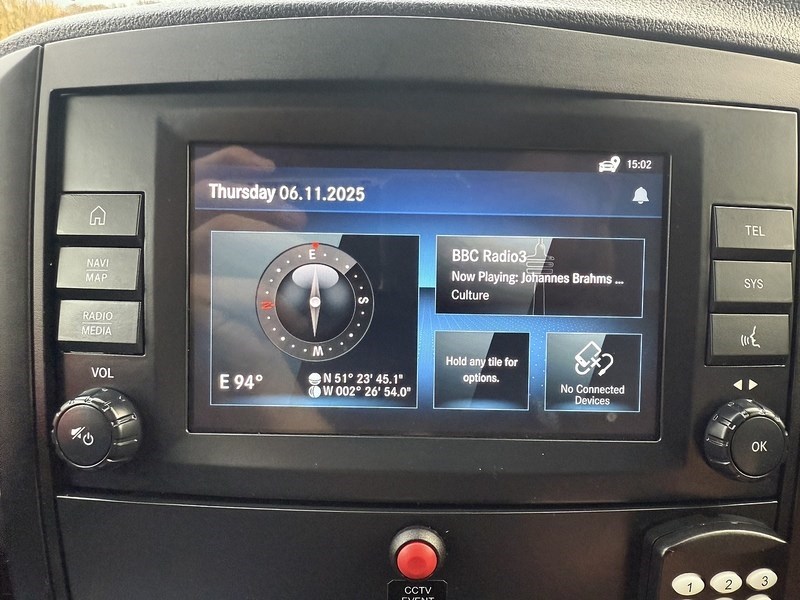 15:02
Thursday 06.11.2025
NAVI
MAP
RADIO
MEDIA
VOL
E
S
W
N
E 94°
N 51° 23' 45.1"
W 002° 26' 54.0"
BBC Radio3
Now Playing: Johannes Brahms ...
Culture
Hold any tile for
options.
No Connected
Devices
TEL
SYS
OK
CCTV
EVENT
1 2 3